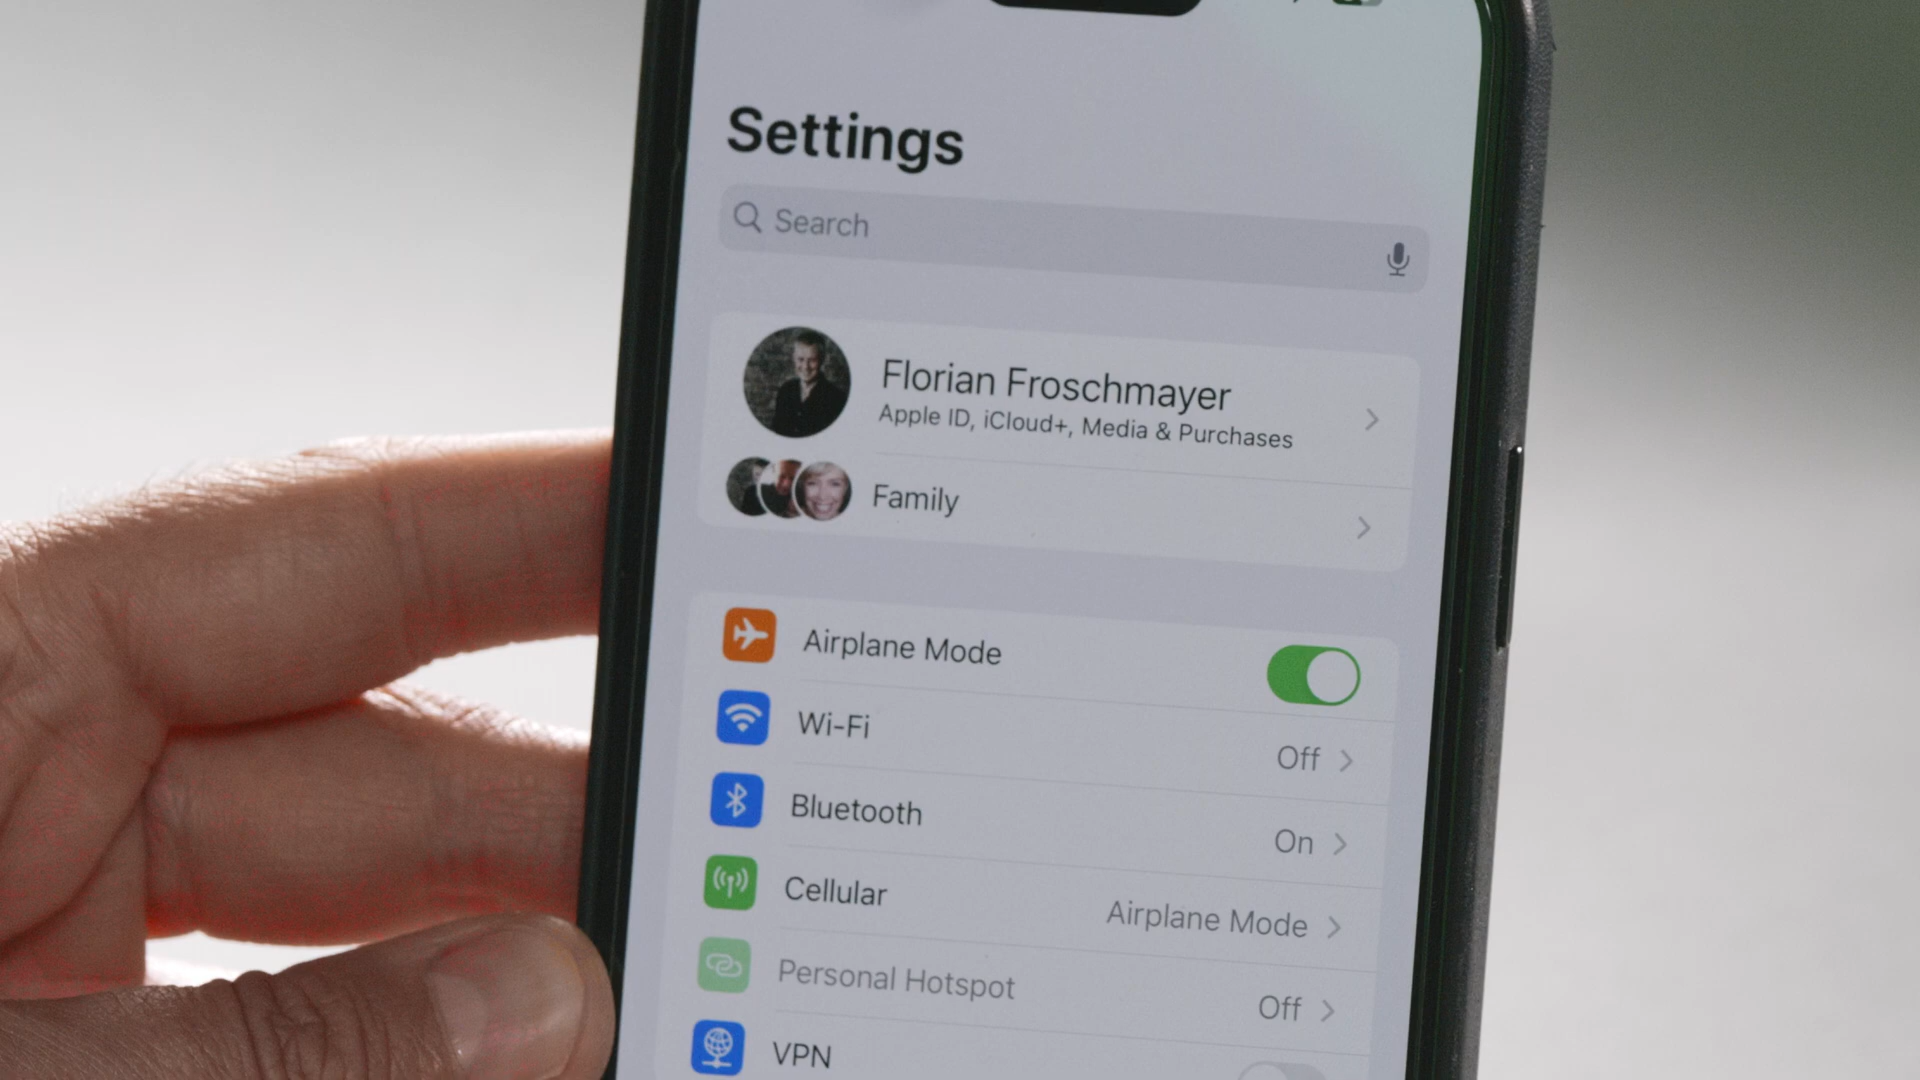 Settings
Search
Florian Froschmayer
Apple ID, iCloud+, Media & Purchases
Family
Airplane Mode
Wi-Fi Off
Bluetooth On
Cellular Airplane Mode
Personal Hotspot Off
VPN